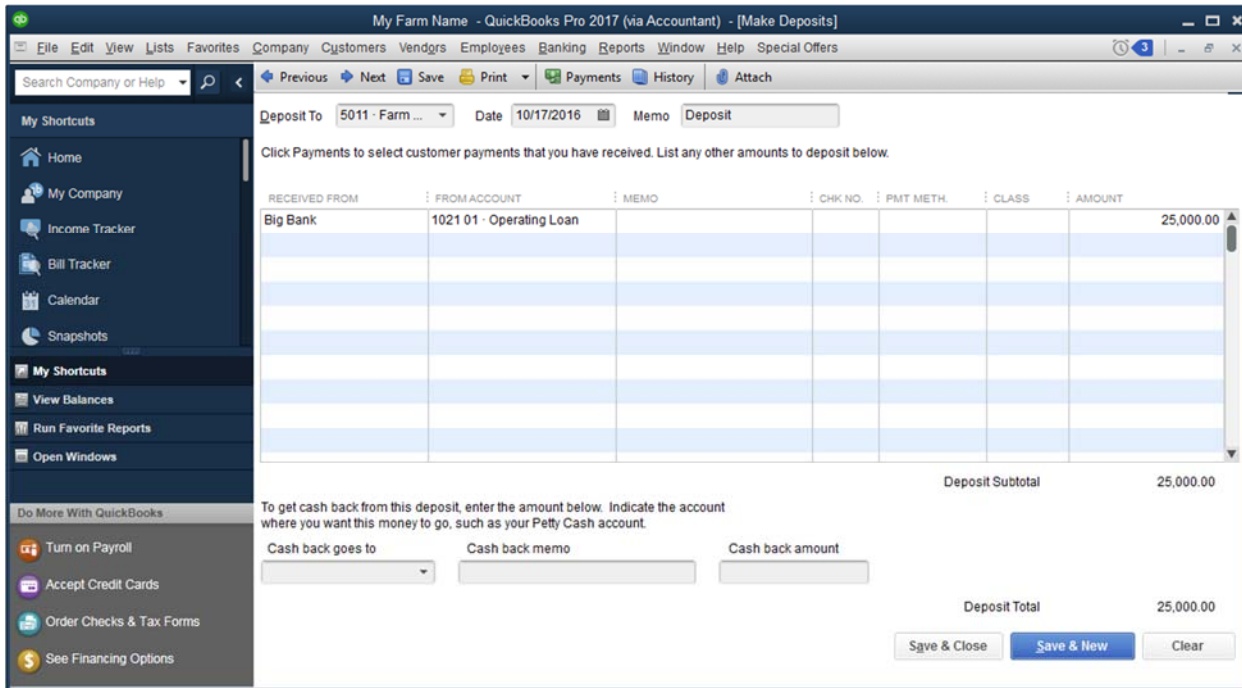 qb
My Farm Name - QuickBooks Pro 2017 (via Accountant) - [Make Deposits]
File Edit View Lists Favorites Company Customers Vendors Employees Banking Reports Window Help Special Offers 3
Search Company or Help Previous Next Save Print Payments History Attach
My Shortcuts
Deposit To 5011 · Farm ... Date 10/17/2016 Memo Deposit
Home
Click Payments to select customer payments that you have received. List any other amounts to deposit below.
My Company
RECEIVED FROM FROM ACCOUNT MEMO CHK NO. PMT METH. CLASS AMOUNT
Big Bank 1021 01 · Operating Loan 25,000.00
Income Tracker
Bill Tracker
31 Calendar
Snapshots
My Shortcuts
View Balances
Run Favorite Reports
Open Windows
Deposit Subtotal 25,000.00
Do More With QuickBooks
To get cash back from this deposit, enter the amount below. Indicate the account
where you want this money to go, such as your Petty Cash account.
Turn on Payroll
Cash back goes to Cash back memo Cash back amount
Accept Credit Cards
Deposit Total 25,000.00
Order Checks & Tax Forms
Save & Close Save & New Clear
$ See Financing Options